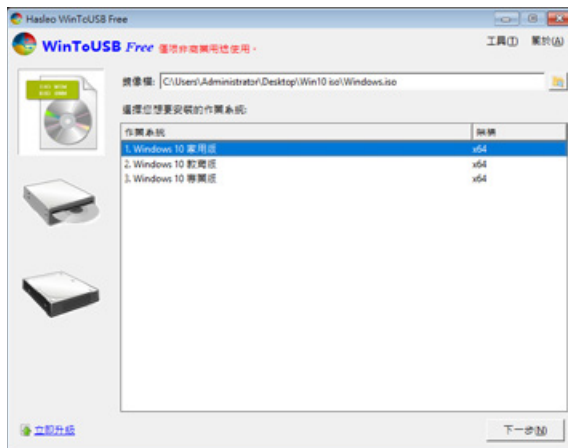 Hasleo WinToUSB Free
WinToUSB Free 僅限非商業用途使用。
工具(T) 關於(A)
鏡像檔: C:\Users\Administrator\Desktop\Win10 iso\Windows.iso
選擇您想要安裝的作業系統:
作業系統 架構
1. Windows 10 家用版 x64
2. Windows 10 教育版 x64
3. Windows 10 專業版 x64
立即升級
下一步(N)